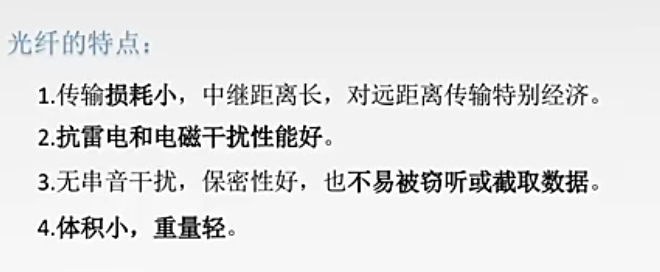 光纤的特点：
1.传输损耗小，中继距离长，对远距离传输特别经济。
2.抗雷电和电磁干扰性能好。
3.无串音干扰，保密性好，也不易被窃听或截取数据。
4.体积小，重量轻。